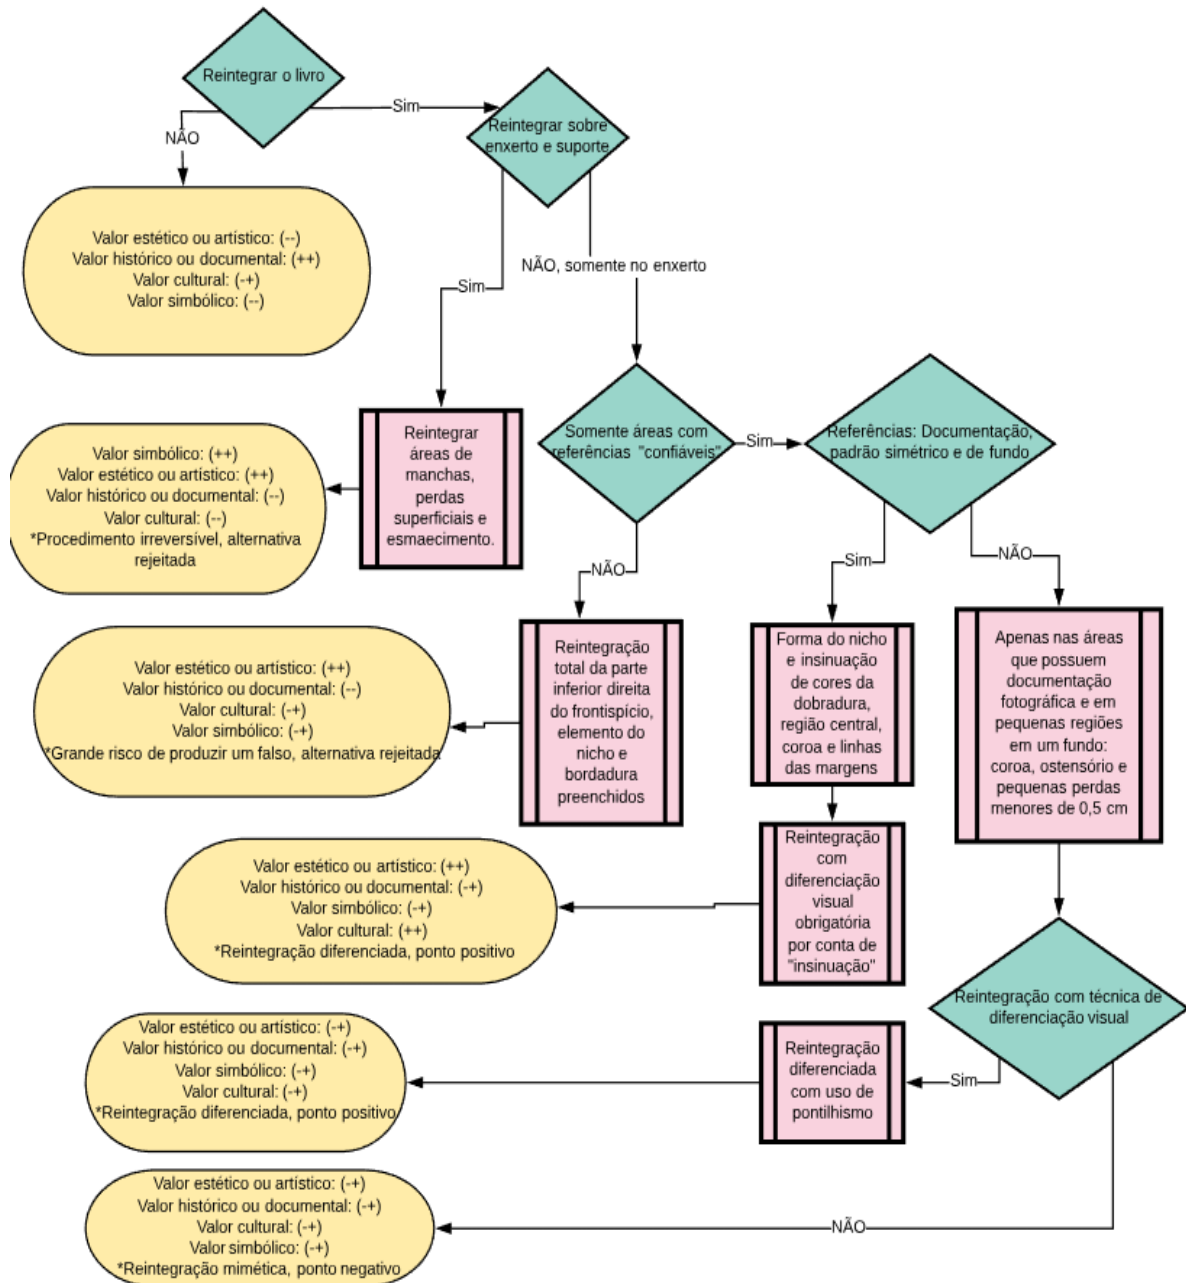 Reintegrar o livro
Sim
NÃO
Reintegrar sobre
enxerto e suporte
Valor estético ou artístico: (--)
Valor histórico ou documental: (++)
Valor cultural: (-+)
Valor simbólico: (--)
NÃO, somente no enxerto
Sim
Reintegrar
áreas de
manchas,
perdas
superficiais e
esmaecimento.
Valor simbólico: (++)
Valor estético ou artístico: (++)
Valor histórico ou documental: (--)
Valor cultural: (--)
*Procedimento irreversível, alternativa
rejeitada
Somente áreas com
referências "confiáveis"
Sim
Referências: Documentação,
padrão simétrico e de fundo
NÃO
Sim
NÃO
Reintegração
total da parte
inferior direita
do frontispício,
elemento do
nicho e
bordadura
preenchidos
Valor estético ou artístico: (++)
Valor histórico ou documental: (--)
Valor cultural: (-+)
Valor simbólico: (-+)
*Grande risco de produzir um falso, alternativa rejeitada
Forma do nicho
e insinuação
de cores da
dobradura,
região central,
coroa e linhas
das margens
Apenas nas áreas
que possuem
documentação
fotográfica e em
pequenas regiões
em um fundo:
coroa, ostensório e
pequenas perdas
menores de 0,5 cm
Reintegração
com
diferenciação
visual
obrigatória
por conta de
"insinuação"
Valor estético ou artístico: (++)
Valor histórico ou documental: (-+)
Valor simbólico: (-+)
Valor cultural: (++)
*Reintegração diferenciada, ponto positivo
Reintegração com técnica de
diferenciação visual
Sim
Reintegração
diferenciada
com uso de
pontilhismo
Valor estético ou artístico: (-+)
Valor histórico ou documental: (-+)
Valor simbólico: (-+)
Valor cultural: (-+)
*Reintegração diferenciada, ponto positivo
NÃO
Valor estético ou artístico: (-+)
Valor histórico ou documental: (-+)
Valor cultural: (-+)
Valor simbólico: (-+)
*Reintegração mimética, ponto negativo